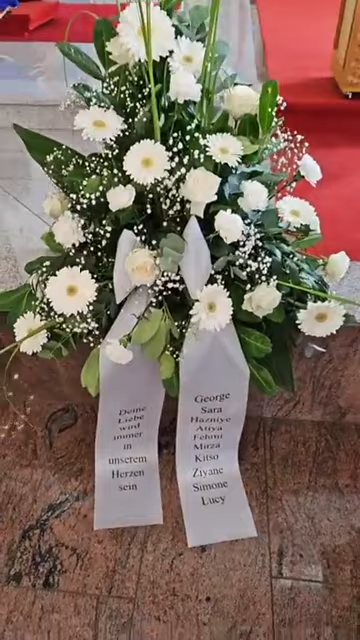 Deine
Liebe
wird
immer
in
unserem
Herzen
sein
George
Sara
Hazniye
Atiya
Fehmi
Mirza
Kitso
Ziyane
Simone
Lucy